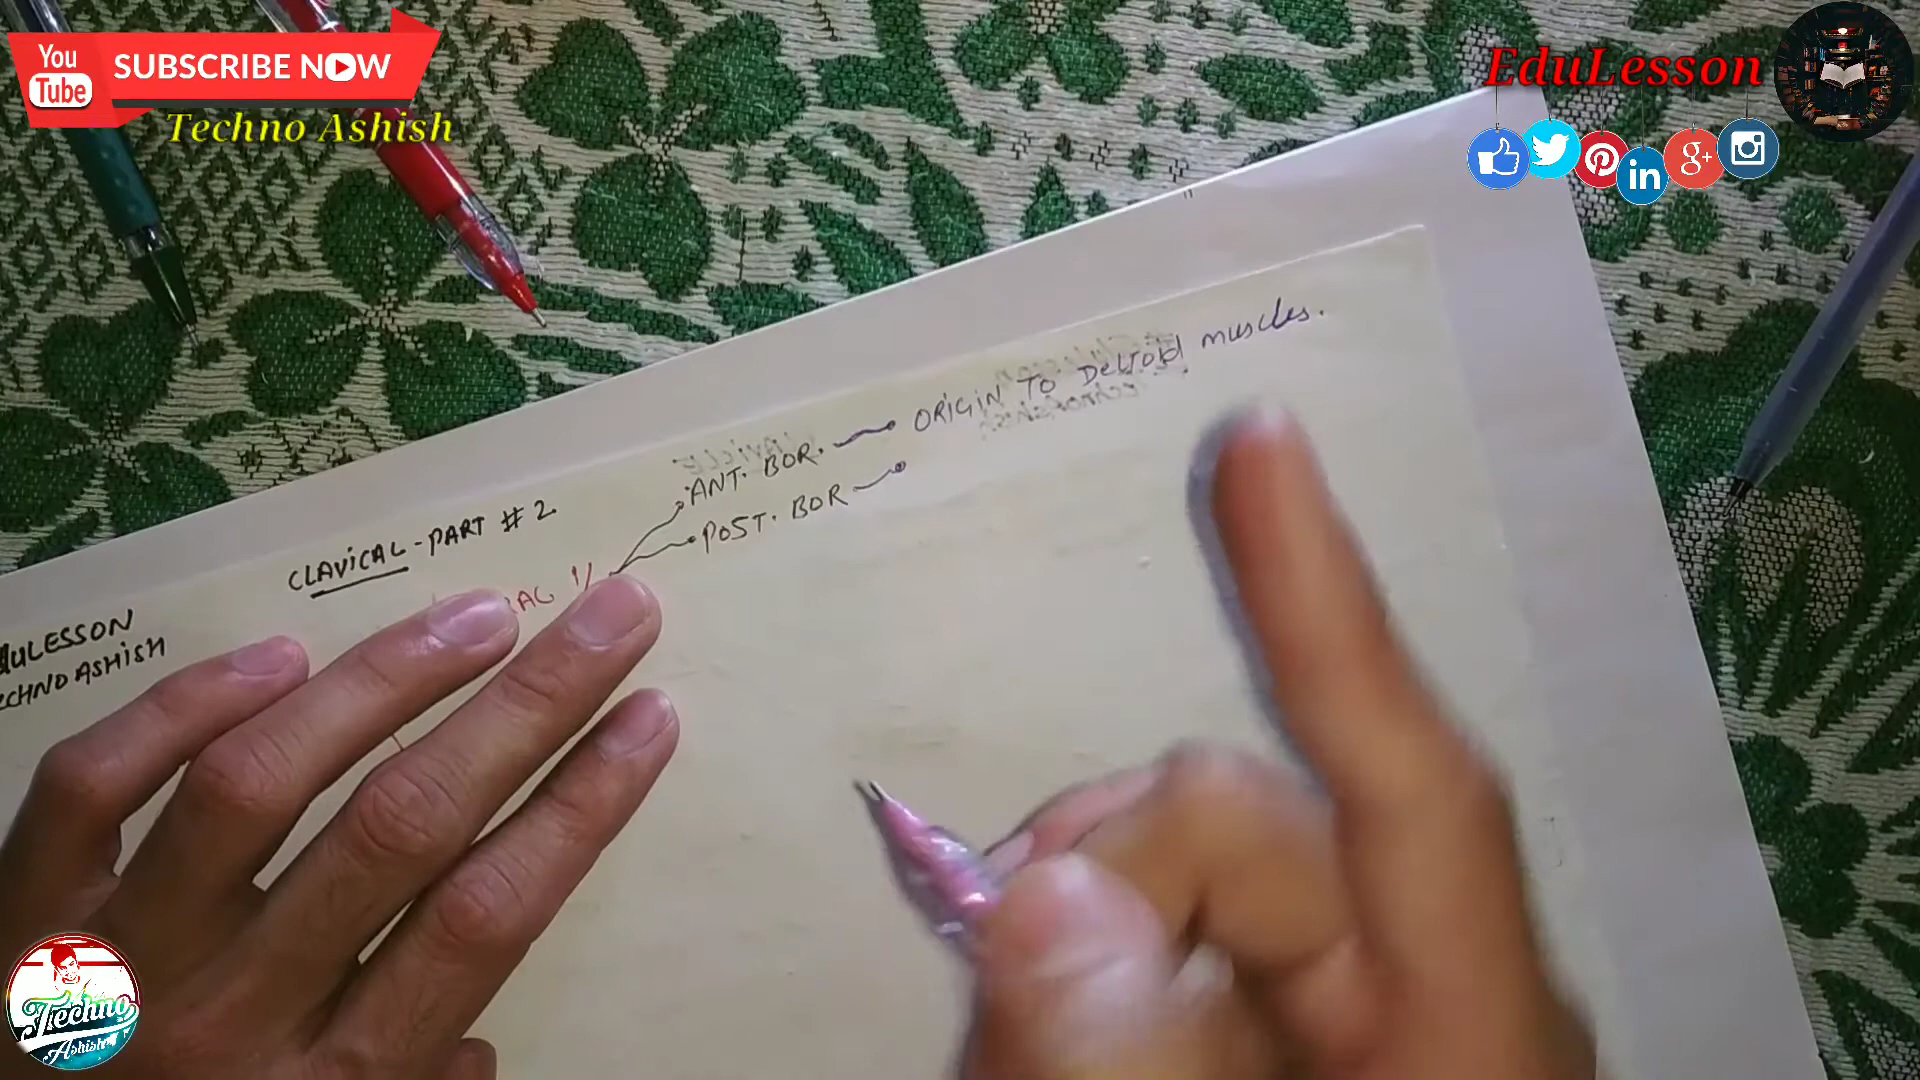 You
Tube
SUBSCRIBE NOW
Techno Ashish
EduLesson
CLAVICAL - PART # 2.
ANT. BOR. ORIGIN TO DELTOID muscles.
POST. BOR
ULESSON
CHNO ASHISH
Techno
Ashish